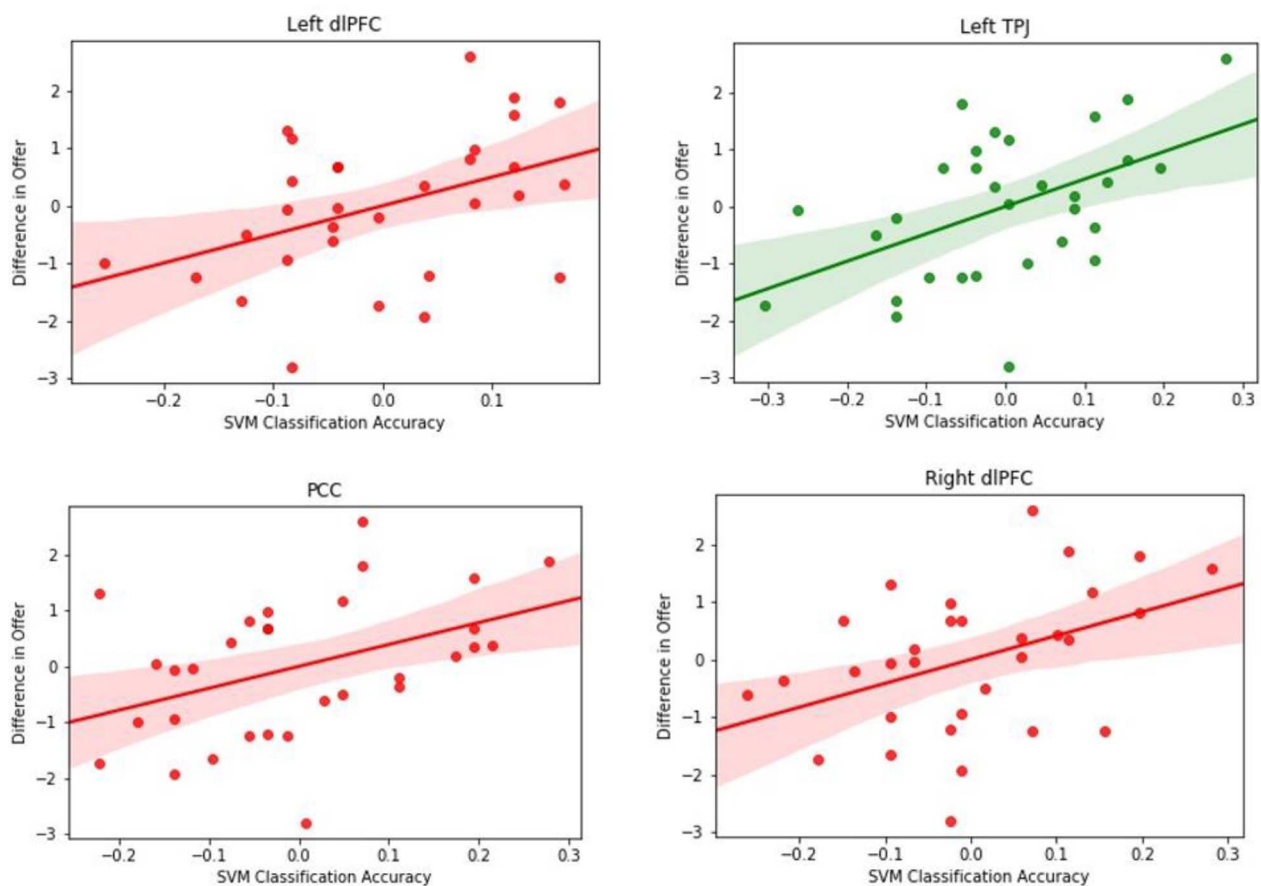 Left dlPFC
Difference in Offer
2
1
0
−1
−2
−3
−0.2 −0.1 0.0 0.1
SVM Classification Accuracy
Left TPJ
Difference in Offer
2
1
0
−1
−2
−3
−0.3 −0.2 −0.1 0.0 0.1 0.2 0.3
SVM Classification Accuracy
PCC
Difference in Offer
2
1
0
−1
−2
−3
−0.2 −0.1 0.0 0.1 0.2 0.3
SVM Classification Accuracy
Right dlPFC
Difference in Offer
2
1
0
−1
−2
−3
−0.2 −0.1 0.0 0.1 0.2 0.3
SVM Classification Accuracy